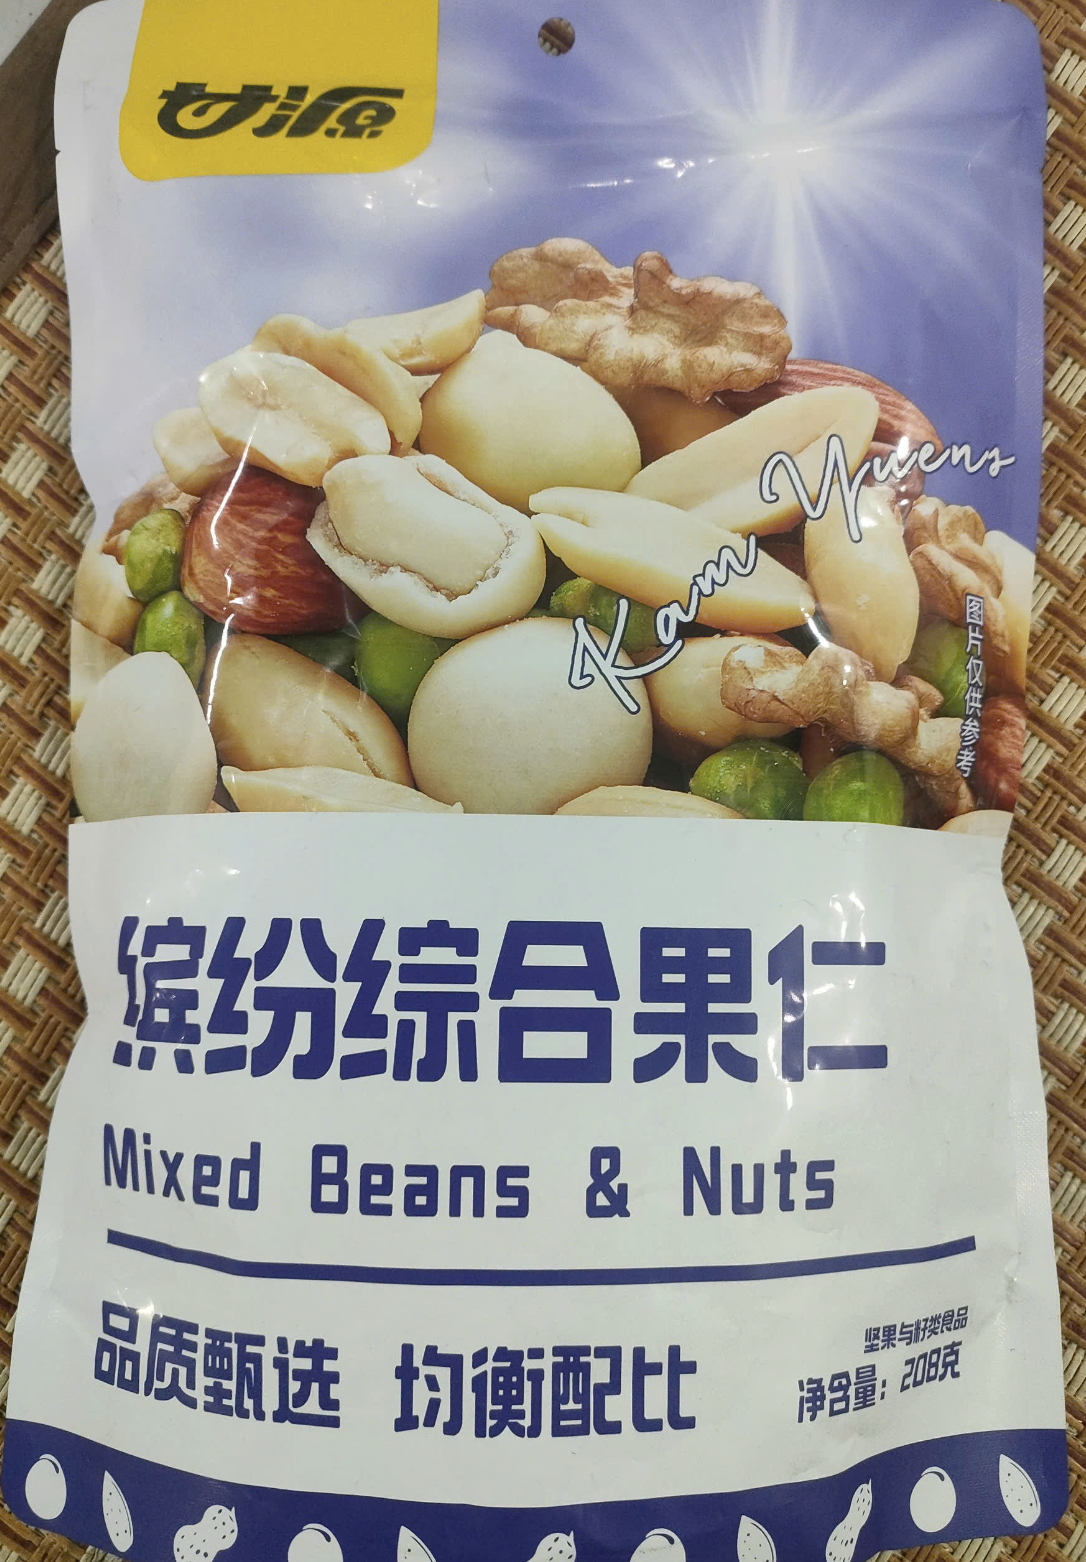 甘源
Kam Yuens
图片仅供参考
缤纷综合果仁
Mixed Beans & Nuts
品质甄选 均衡配比
坚果与籽类食品
净含量：208克